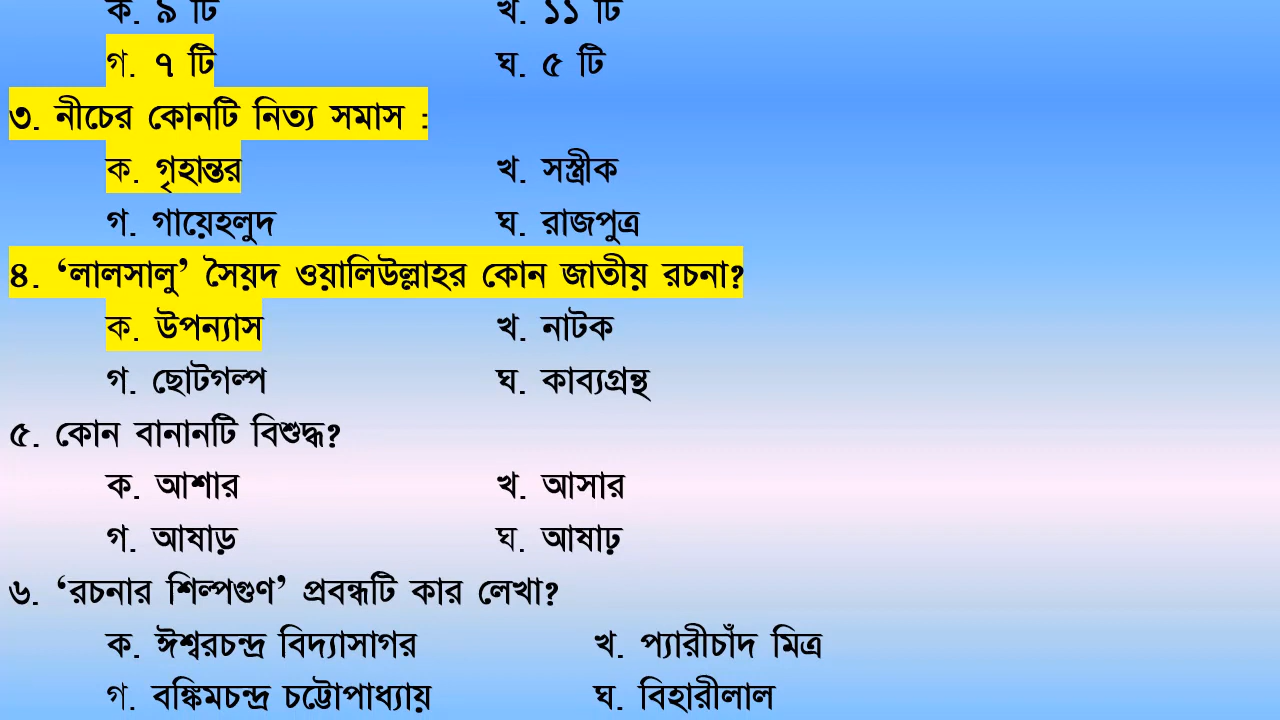 ক. ৯ টি খ. ১১ টি
গ. ৭ টি ঘ. ৫ টি
৩. নীচের কোনটি নিত্য সমাস :
ক. গৃহান্তর খ. সস্ত্রীক
গ. গায়েহলুদ ঘ. রাজপুত্র
৪. ‘লালসালু’ সৈয়দ ওয়ালিউল্লাহর কোন জাতীয় রচনা?
ক. উপন্যাস খ. নাটক
গ. ছোটগল্প ঘ. কাব্যগ্রন্থ
৫. কোন বানানটি বিশুদ্ধ?
ক. আশার খ. আসার
গ. আষাড় ঘ. আষাঢ়
৬. ‘রচনার শিল্পগুণ’ প্রবন্ধটি কার লেখা?
ক. ঈশ্বরচন্দ্র বিদ্যাসাগর খ. প্যারীচাঁদ মিত্র
গ. বঙ্কিমচন্দ্র চট্টোপাধ্যায় ঘ. বিহারীলাল